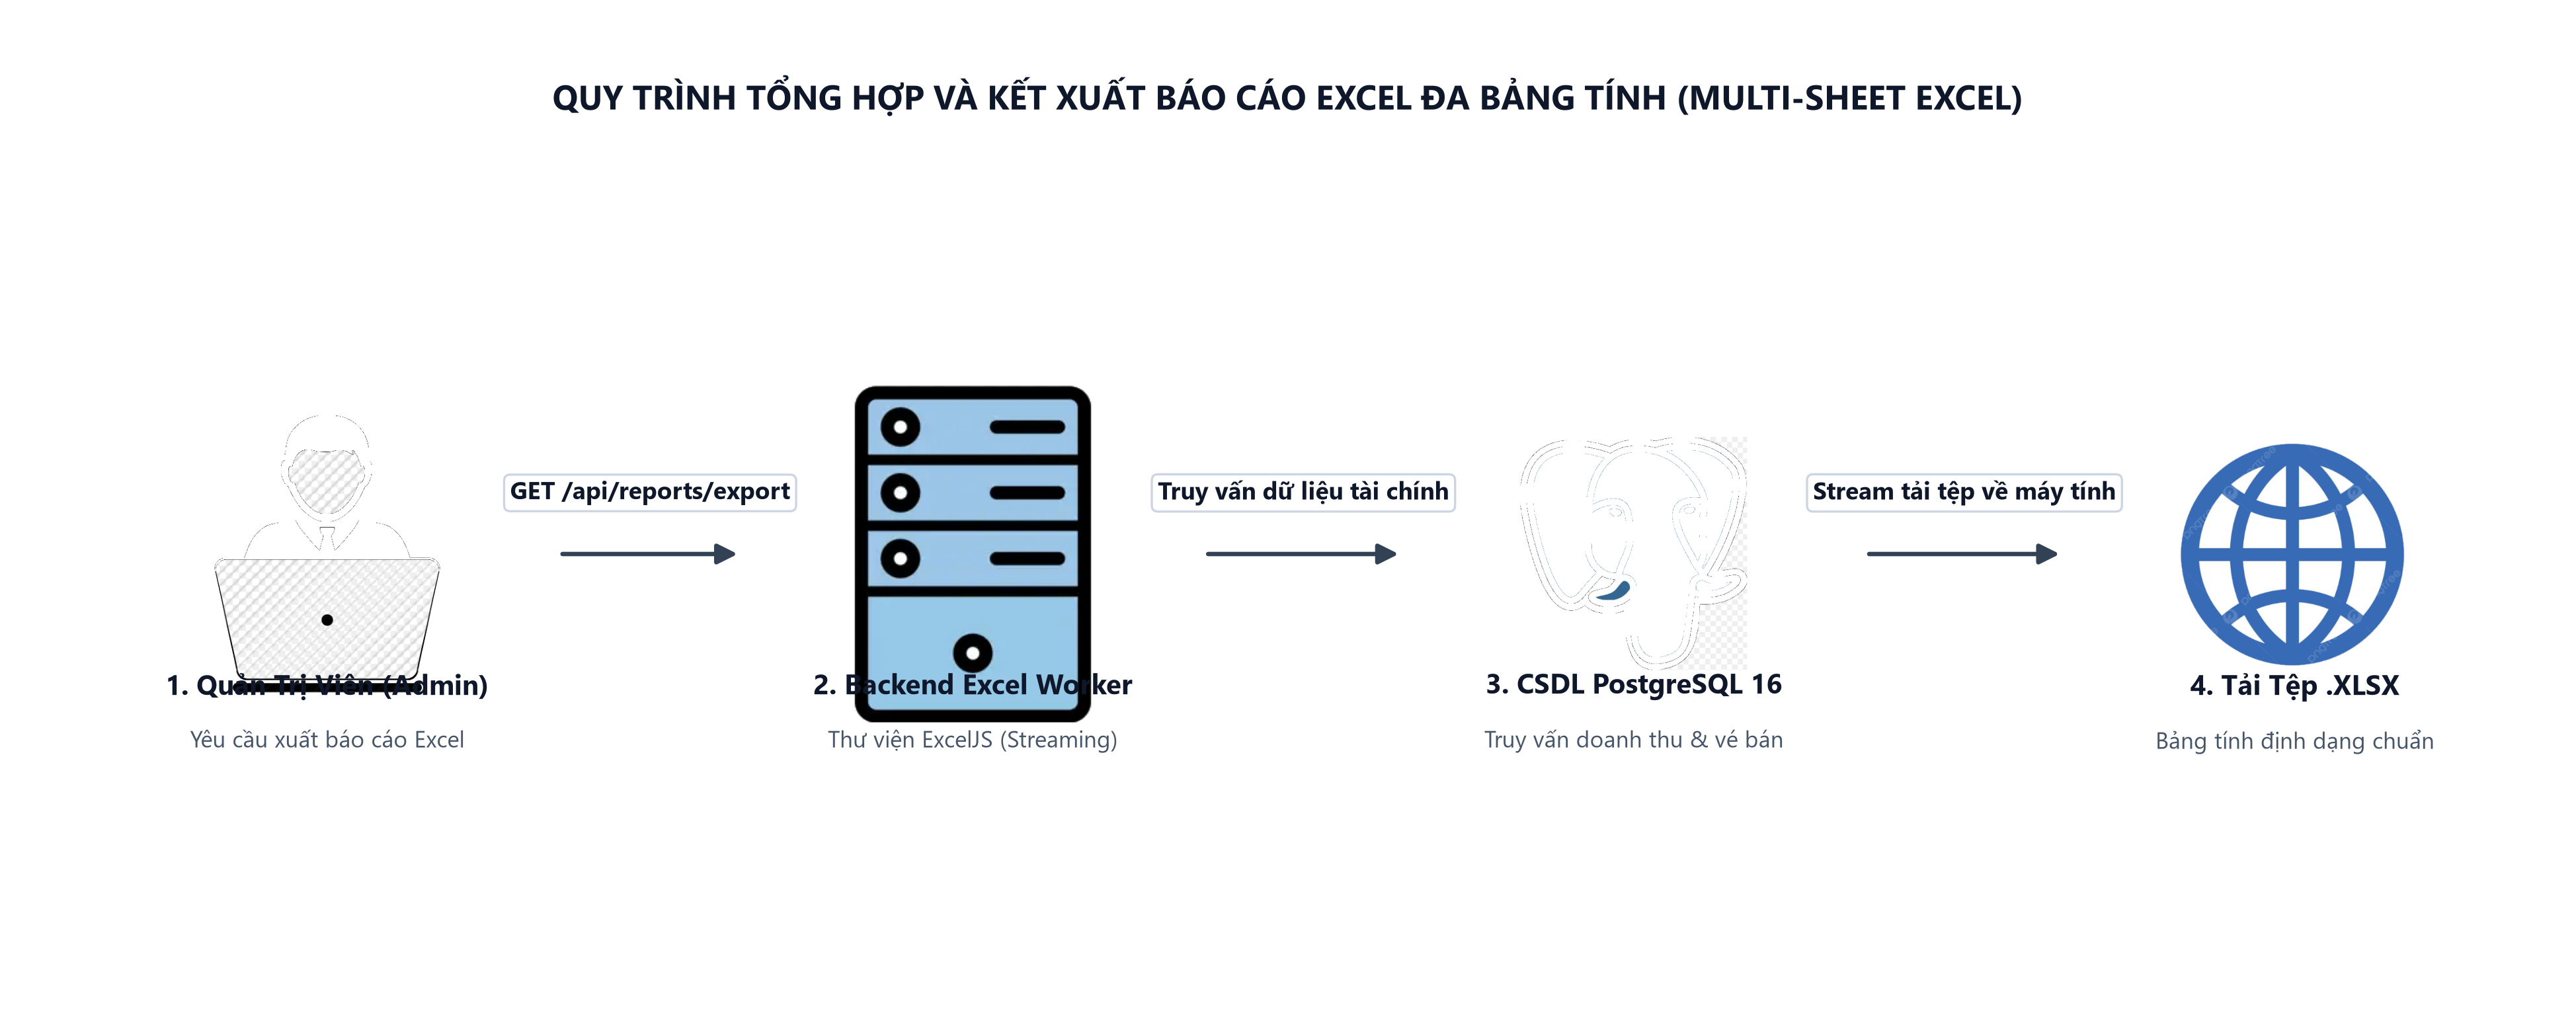 QUY TRÌNH TỔNG HỢP VÀ KẾT XUẤT BÁO CÁO EXCEL ĐA BẢNG TÍNH (MULTI-SHEET EXCEL)
GET /api/reports/export
Truy vấn dữ liệu tài chính
Stream tải tệp về máy tính
1. Quản Trị Viên (Admin)
2. Backend Excel Worker
3. CSDL PostgreSQL 16
4. Tải Tệp .XLSX
Yêu cầu xuất báo cáo Excel
Thư viện ExcelJS (Streaming)
Truy vấn doanh thu & vé bán
Bảng tính định dạng chuẩn